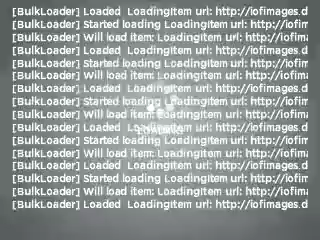 [BulkLoader] Loaded LoadingItem url: http://iofimages.d
[BulkLoader] Started loading LoadingItem url: http://iofir
[BulkLoader] Will load item: LoadingItem url: http://iofim
[BulkLoader] Loaded LoadingItem url: http://iofimages.d
[BulkLoader] Started loading LoadingItem url: http://iofir
[BulkLoader] Will load item: LoadingItem url: http://iofim
[BulkLoader] Loaded LoadingItem url: http://iofimages.d
[BulkLoader] Started loading LoadingItem url: http://iofir
[BulkLoader] Will load item: LoadingItem url: http://iofim
[BulkLoader] Loaded LoadingItem url: http://iofimages.d
[BulkLoader] Started loading LoadingItem url: http://iofir
[BulkLoader] Will load item: LoadingItem url: http://iofim
[BulkLoader] Loaded LoadingItem url: http://iofimages.d
[BulkLoader] Started loading LoadingItem url: http://iofir
[BulkLoader] Will load item: LoadingItem url: http://iofim
[BulkLoader] Loaded LoadingItem url: http://iofimages.d